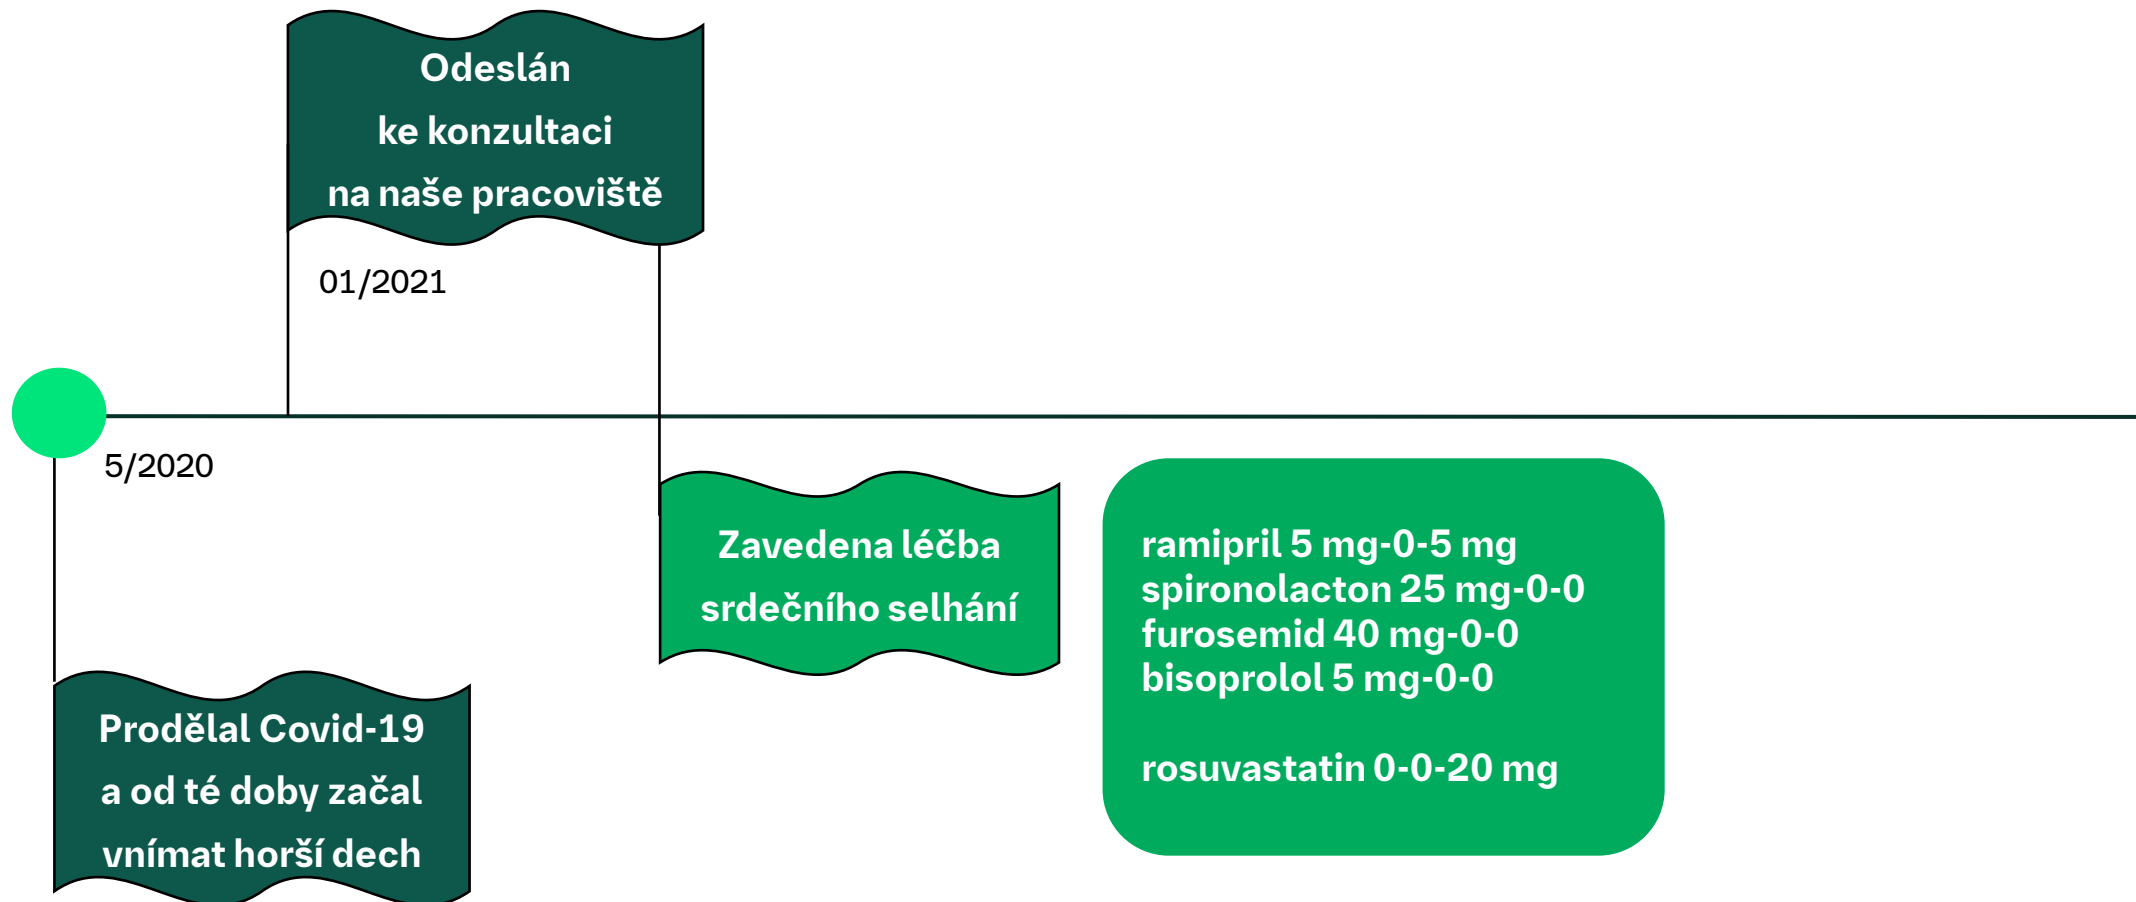 Odeslán
ke konzultaci
na naše pracoviště
01/2021
5/2020
Prodělal Covid-19
a od té doby začal
vnímat horší dech
Zavedena léčba
srdečního selhání
ramipril 5 mg-0-5 mg
spironolacton 25 mg-0-0
furosemid 40 mg-0-0
bisoprolol 5 mg-0-0
rosuvastatin 0-0-20 mg